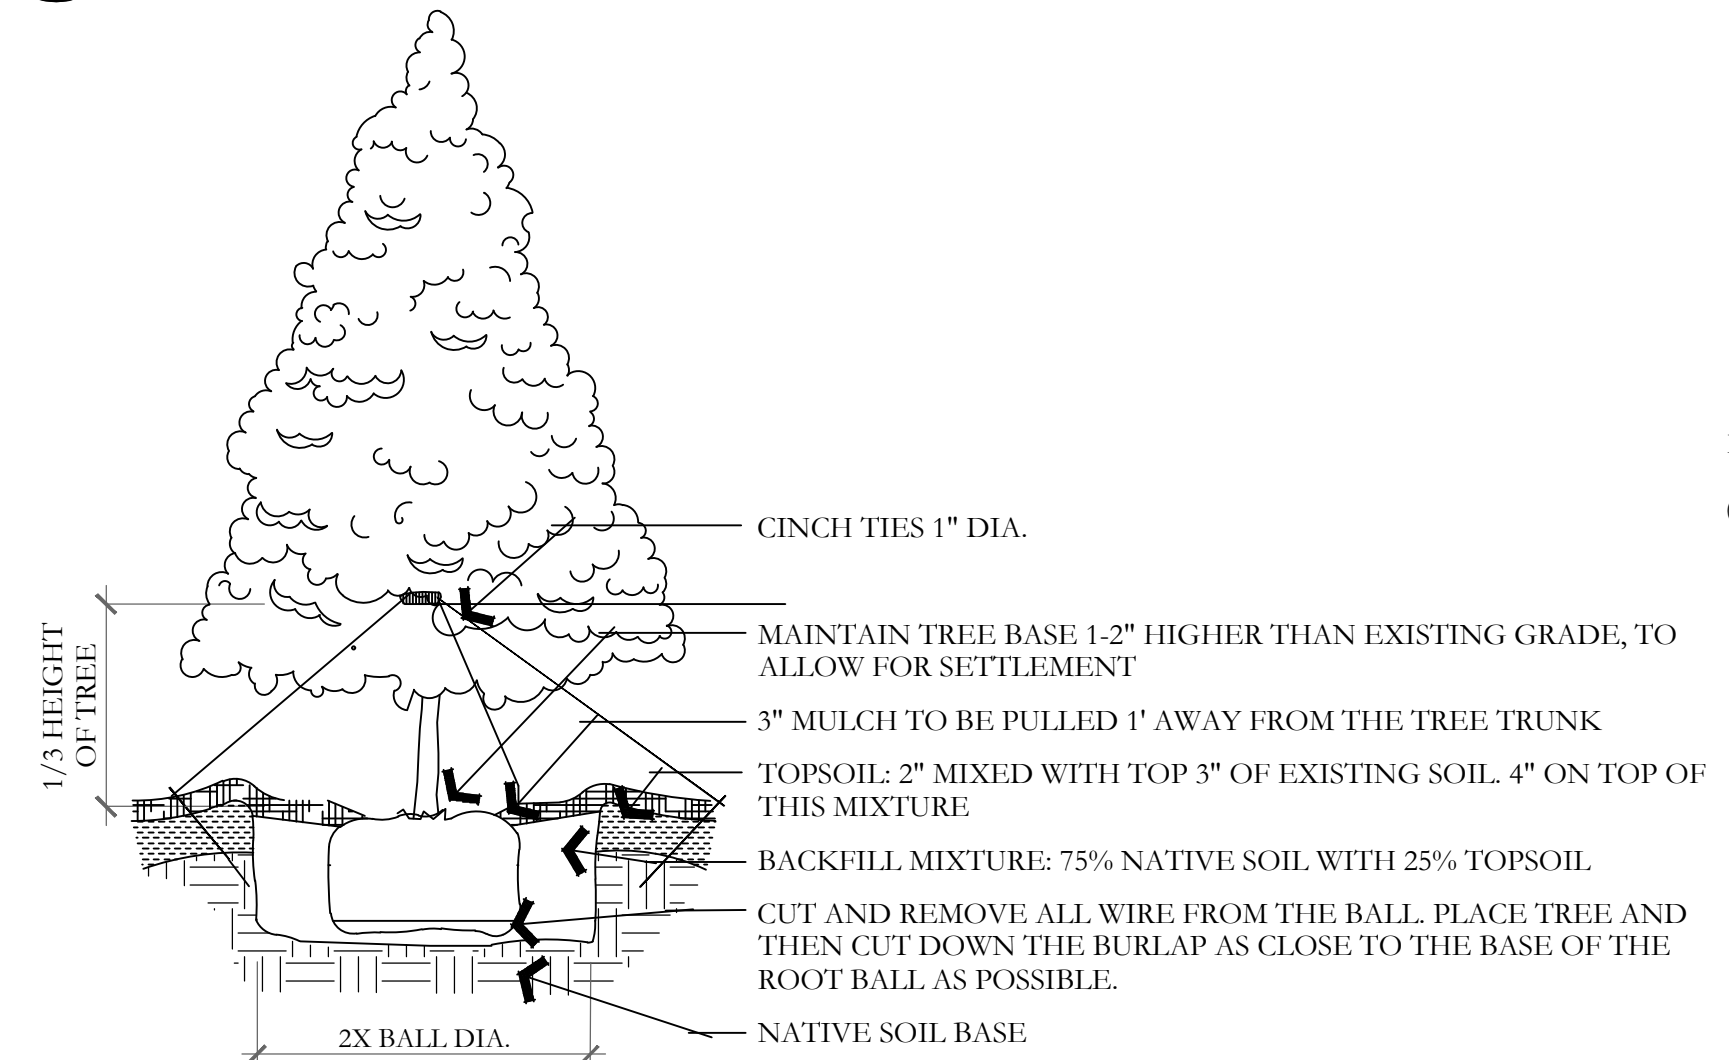 CINCH TIES 1" DIA.
MAINTAIN TREE BASE 1-2" HIGHER THAN EXISTING GRADE, TO
ALLOW FOR SETTLEMENT
3" MULCH TO BE PULLED 1' AWAY FROM THE TREE TRUNK
TOPSOIL: 2" MIXED WITH TOP 3" OF EXISTING SOIL. 4" ON TOP OF
THIS MIXTURE
BACKFILL MIXTURE: 75% NATIVE SOIL WITH 25% TOPSOIL
CUT AND REMOVE ALL WIRE FROM THE BALL. PLACE TREE AND
THEN CUT DOWN THE BURLAP AS CLOSE TO THE BASE OF THE
ROOT BALL AS POSSIBLE.
NATIVE SOIL BASE
1/3 HEIGHT
OF TREE
2X BALL DIA.